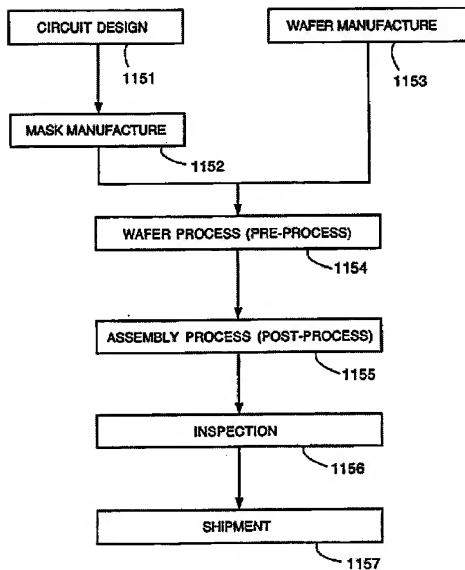 CIRCUIT DESIGN
1151
WAFER MANUFACTURE
1153
MASK MANUFACTURE
1152
WAFER PROCESS (PRE-PROCESS)
1154
ASSEMBLY PROCESS (POST-PROCESS)
1155
INSPECTION
1156
SHIPMENT
1157